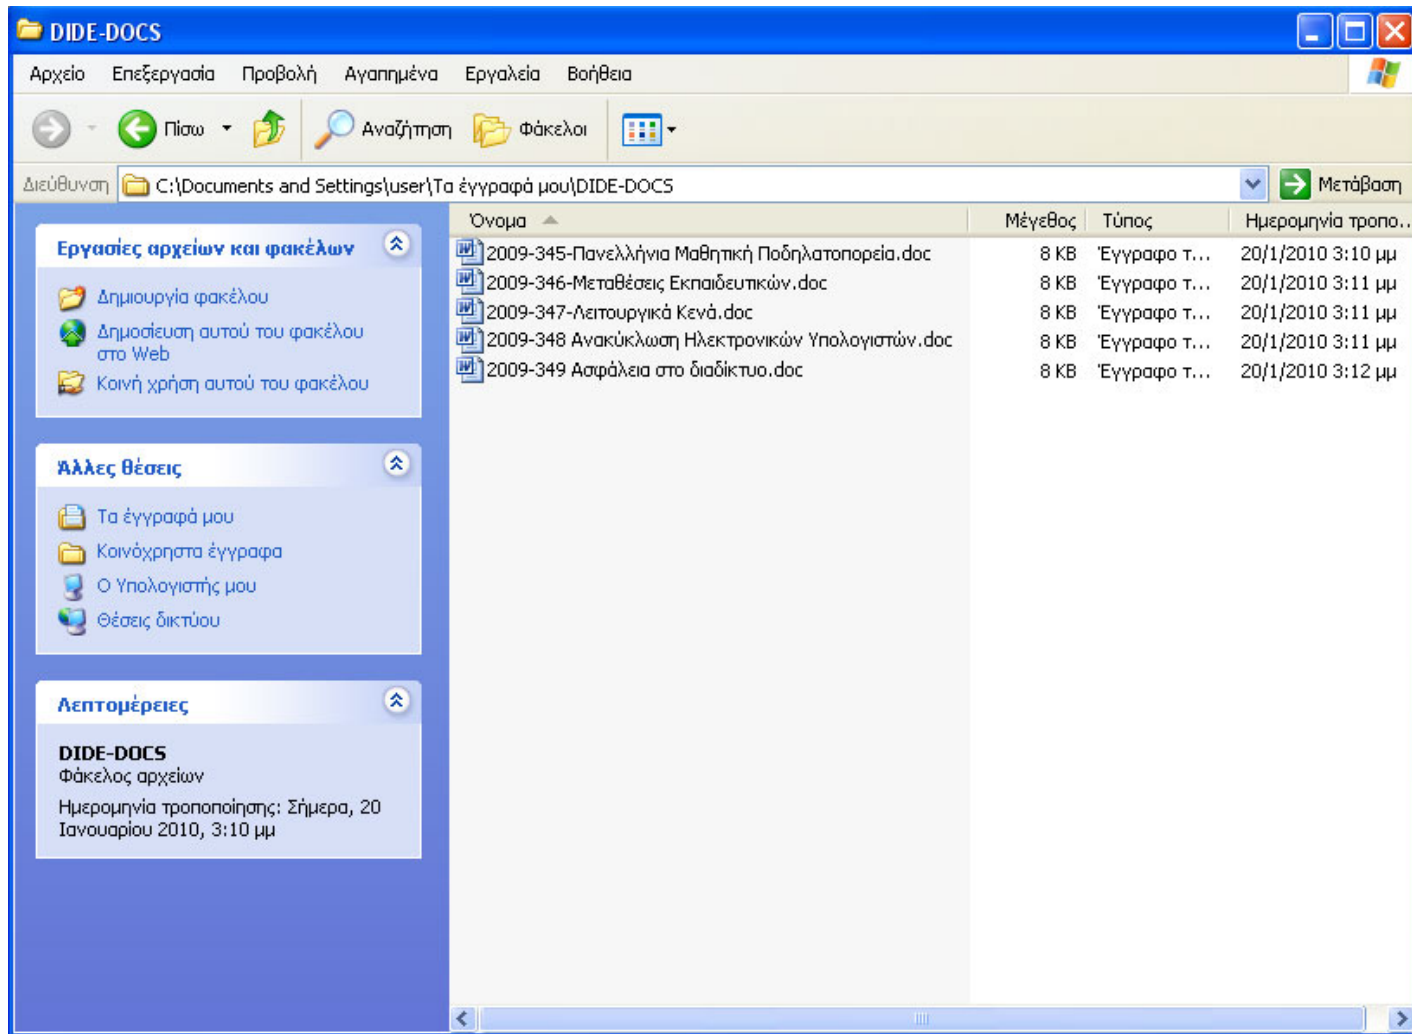 DIDE-DOCS
Αρχείο Επεξεργασία Προβολή Αγαπημένα Εργαλεία Βοήθεια
Πίσω Αναζήτηση Φάκελοι
Διεύθυνση C:\Documents and Settings\user\Τα έγγραφά μου\DIDE-DOCS Μετάβαση
Όνομα Μέγεθος Τύπος Ημερομηνία τροπο...
2009-345-Πανελλήνια Μαθητική Ποδηλατοπορεία.doc 8 KB Έγγραφο τ... 20/1/2010 3:10 μμ
2009-346-Μεταθέσεις Εκπαιδευτικών.doc 8 KB Έγγραφο τ... 20/1/2010 3:11 μμ
2009-347-Λειτουργικά Κενά.doc 8 KB Έγγραφο τ... 20/1/2010 3:11 μμ
2009-348 Ανακύκλωση Ηλεκτρονικών Υπολογιστών.doc 8 KB Έγγραφο τ... 20/1/2010 3:11 μμ
2009-349 Ασφάλεια στο διαδίκτυο.doc 8 KB Έγγραφο τ... 20/1/2010 3:12 μμ
Εργασίες αρχείων και φακέλων
Δημιουργία φακέλου
Δημοσίευση αυτού του φακέλου
στο Web
Κοινή χρήση αυτού του φακέλου
Άλλες θέσεις
Τα έγγραφά μου
Κοινόχρηστα έγγραφα
Ο Υπολογιστής μου
Θέσεις δικτύου
Λεπτομέρειες
DIDE-DOCS
Φάκελος αρχείων
Ημερομηνία τροποποίησης: Σήμερα, 20
Ιανουαρίου 2010, 3:10 μμ